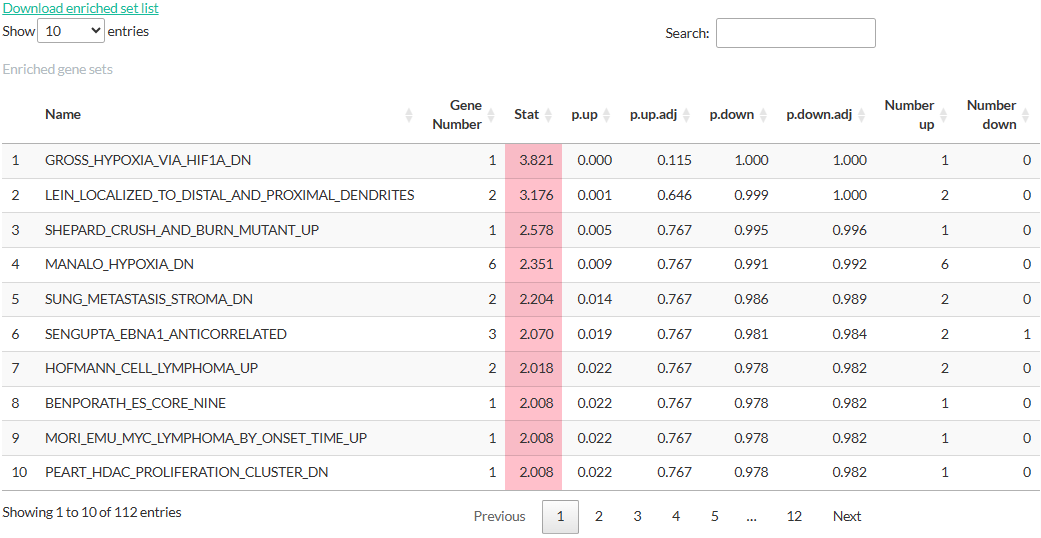 Download enriched set list
Show 10 entries Search:
Enriched gene sets
Name Gene Number Stat p.up p.up.adj p.down p.down.adj Number up Number down
1 GROSS_HYPOXIA_VIA_HIF1A_DN 1 3.821 0.000 0.115 1.000 1.000 1 0
2 LEIN_LOCALIZED_TO_DISTAL_AND_PROXIMAL_DENDRITES 2 3.176 0.001 0.646 0.999 1.000 2 0
3 SHEPARD_CRUSH_AND_BURN_MUTANT_UP 1 2.578 0.005 0.767 0.995 0.996 1 0
4 MANALO_HYPOXIA_DN 6 2.351 0.009 0.767 0.991 0.992 6 0
5 SUNG_METASTASIS_STROMA_DN 2 2.204 0.014 0.767 0.986 0.989 2 0
6 SENGUPTA_EBNA1_ANTICORRELATED 3 2.070 0.019 0.767 0.981 0.984 2 1
7 HOFMANN_CELL_LYMPHOMA_UP 2 2.018 0.022 0.767 0.978 0.982 2 0
8 BENPORATH_ES_CORE_NINE 1 2.008 0.022 0.767 0.978 0.982 1 0
9 MORI_EMU_MYC_LYMPHOMA_BY_ONSET_TIME_UP 1 2.008 0.022 0.767 0.978 0.982 1 0
10 PEART_HDAC_PROLIFERATION_CLUSTER_DN 1 2.008 0.022 0.767 0.978 0.982 1 0
Showing 1 to 10 of 112 entries Previous 1 2 3 4 5 ... 12 Next